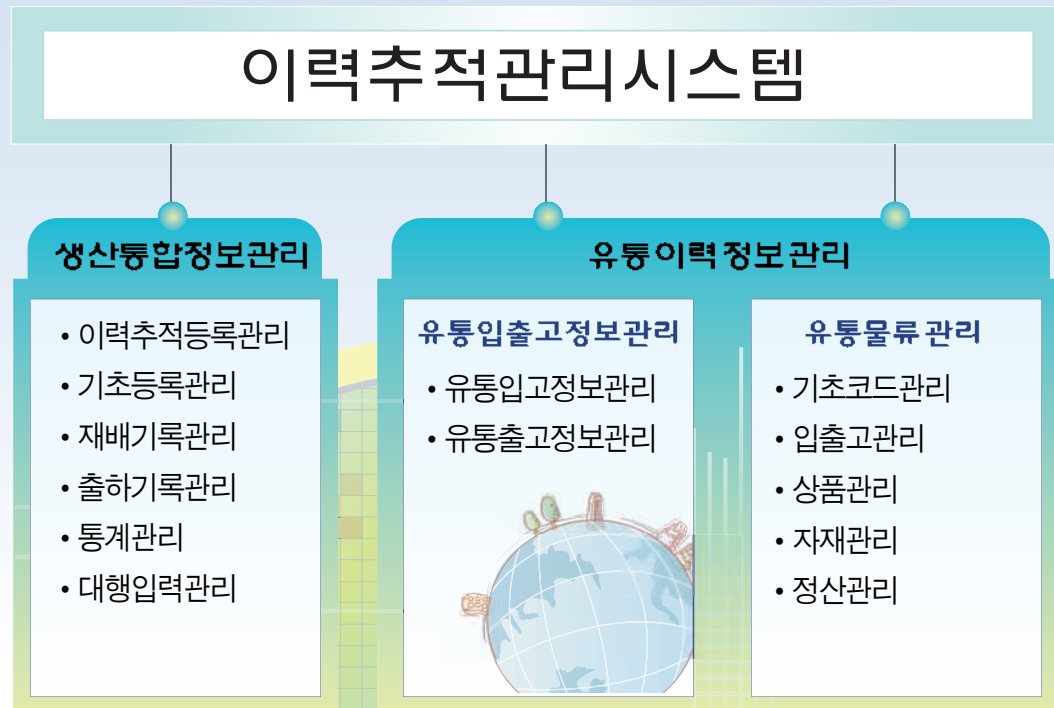 이력추적관리시스템
생산통합정보관리
• 이력추적등록관리
• 기초등록관리
• 재배기록관리
• 출하기록관리
• 통계관리
• 대행입력관리
유통이력정보관리
유통입출고정보관리
• 유통입고정보관리
• 유통출고정보관리
유통물류관리
• 기초코드관리
• 입출고관리
• 상품관리
• 자재관리
• 정산관리